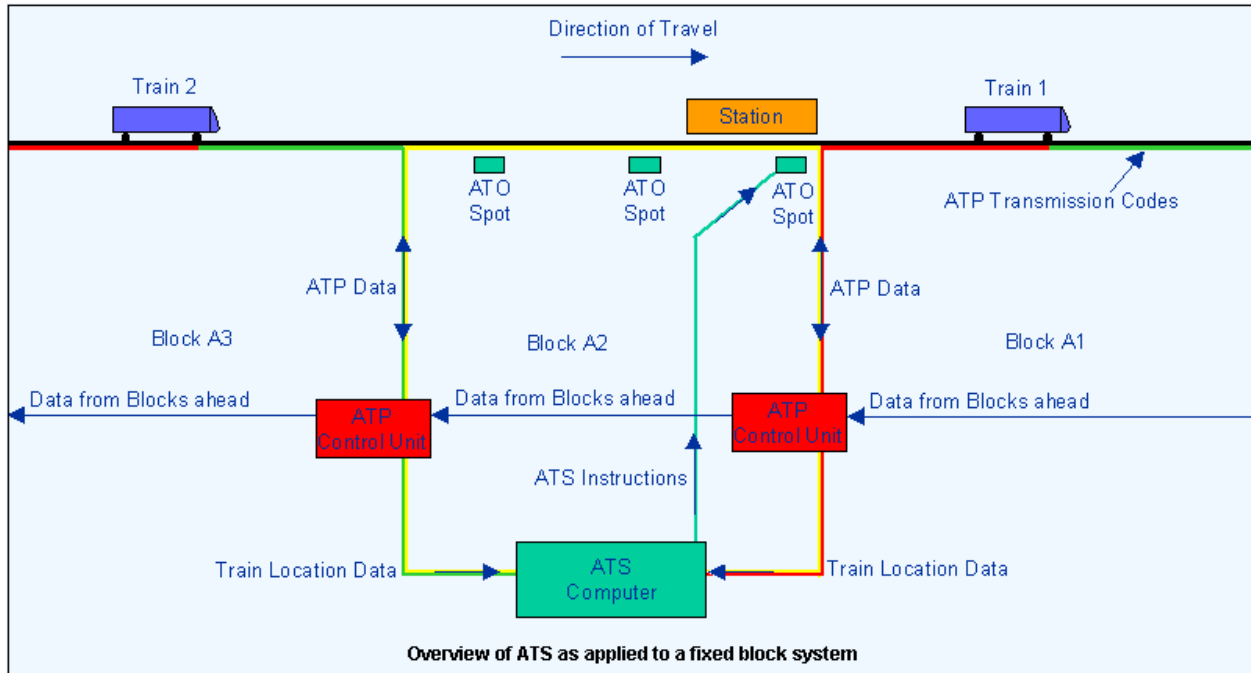 Direction of Travel
Train 2
Train 1
Station
ATO
Spot
ATO
Spot
ATO
Spot
ATP Transmission Codes
ATP Data
ATP Data
Block A3
Block A2
Block A1
Data from Blocks ahead
Data from Blocks ahead
Data from Blocks ahead
ATP
Control Unit
ATP
Control Unit
ATS Instructions
Train Location Data
ATS
Computer
Train Location Data
Overview of ATS as applied to a fixed block system